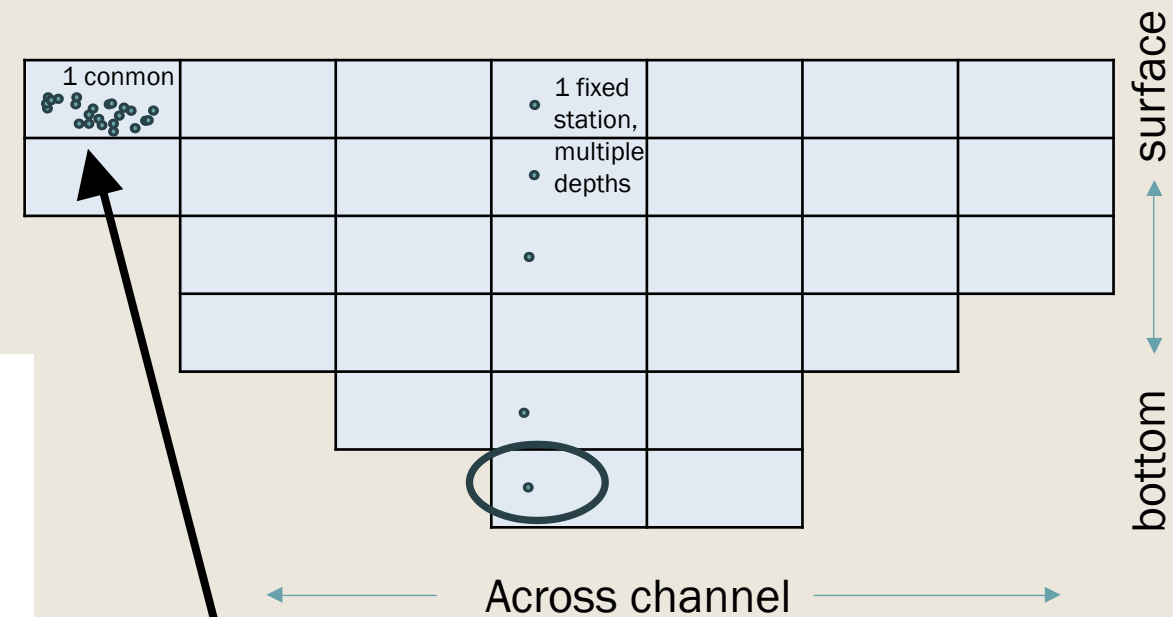 1 conmon
1 fixed
station,
multiple
depths
surface
bottom
Across channel